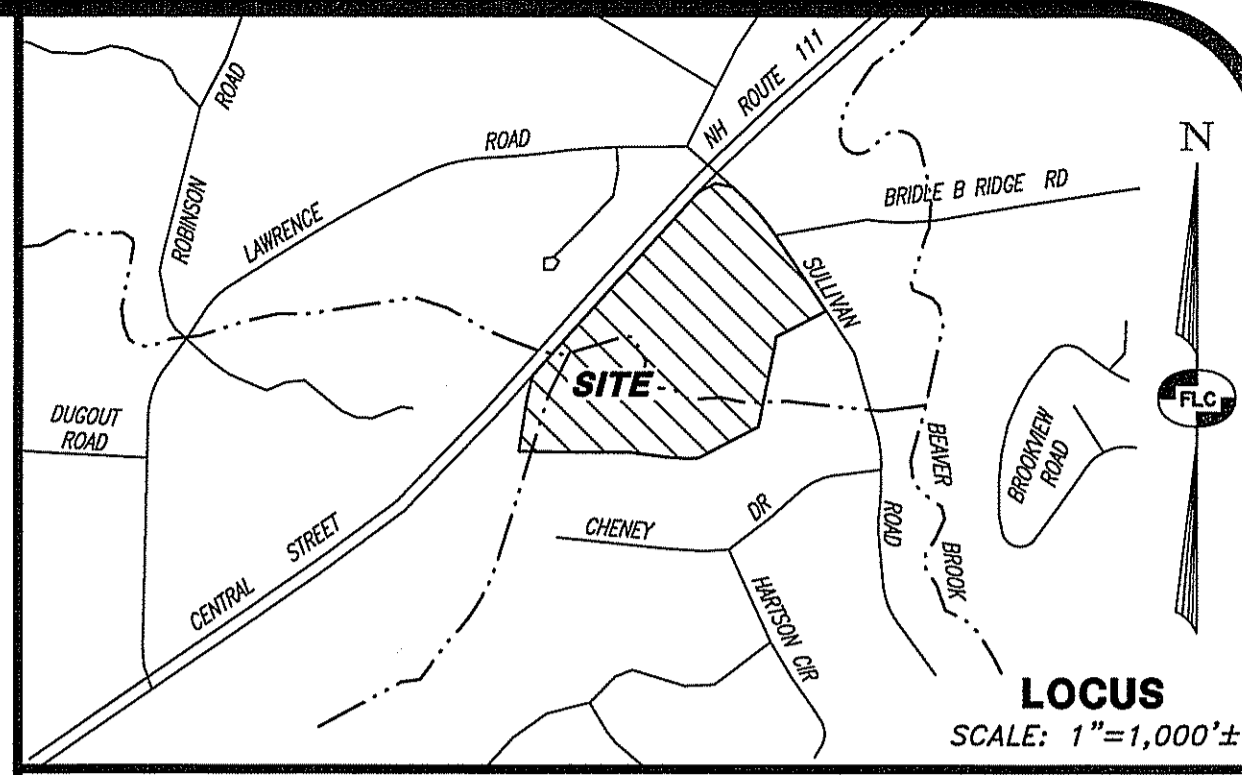 NH ROUTE 111
ROAD
ROBINSON
ROAD
LAWRENCE
N
BRIDLE B RIDGE RD
SULLIVAN
SITE
FLC
DUGOUT
ROAD
BEAVER
BROOK
BROOKVIEW
ROAD
CENTRAL STREET
CHENEY DR
ROAD
HARTSON CIR
LOCUS
SCALE: 1"=1,000'±